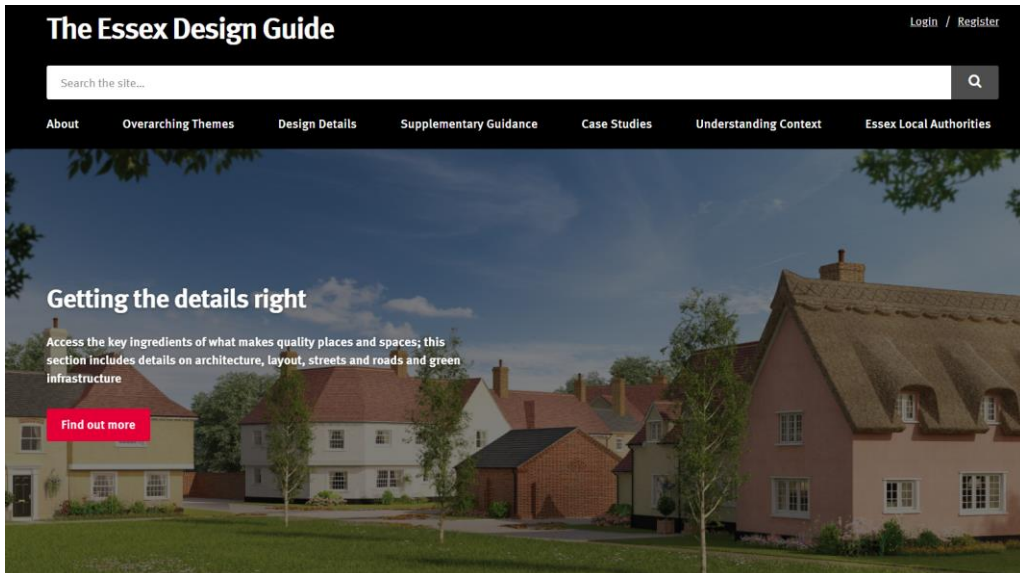 The Essex Design Guide
Login / Register
Search the site...
About Overarching Themes Design Details Supplementary Guidance Case Studies Understanding Context Essex Local Authorities
Getting the details right
Access the key ingredients of what makes quality places and spaces; this
section includes details on architecture, layout, streets and roads and green
infrastructure
Find out more